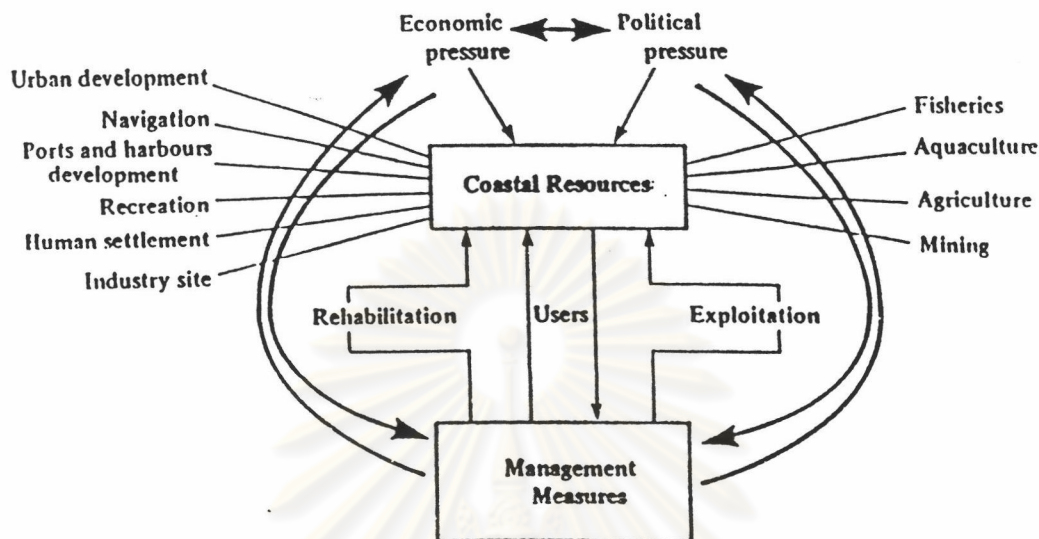 Economic
pressure
Political
pressure
Urban development
Navigation
Ports and harbours
development
Recreation
Human settlement
Industry site
Coastal Resources
Fisheries
Aquaculture
Agriculture
Mining
Rehabilitation
Users
Exploitation
Management
Measures